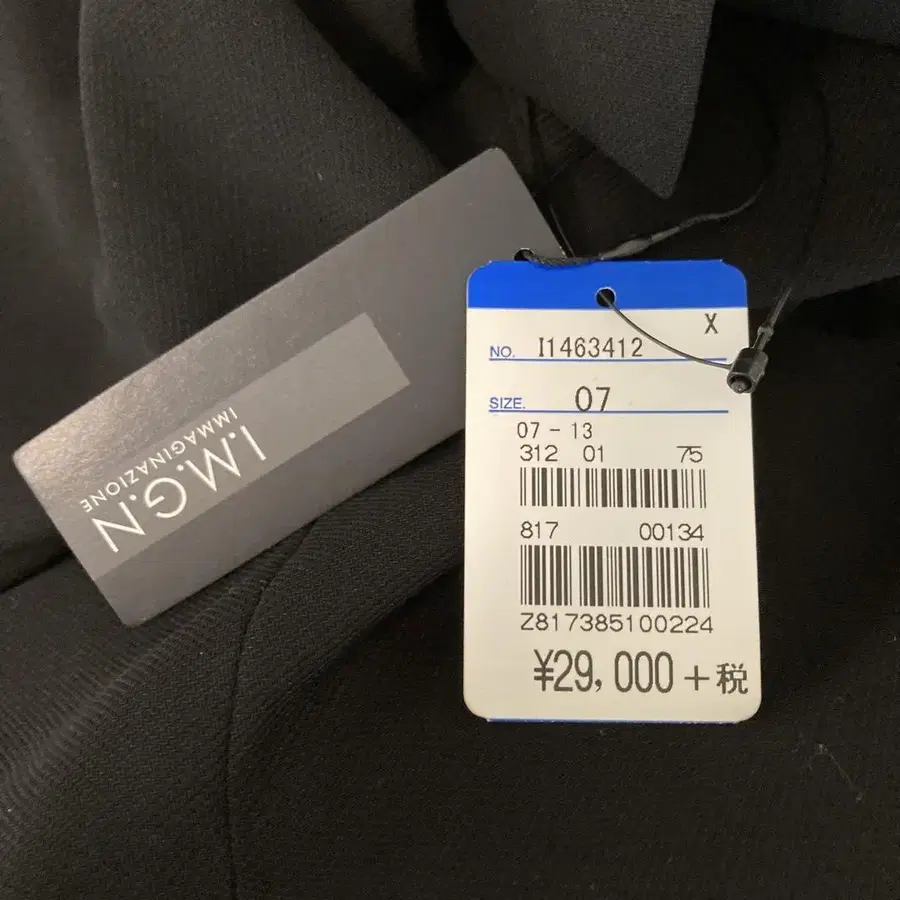 I.M.G.N
IMMAGINAZIONE
X
NO. I1463412
SIZE. 07
07-13
312 01 75
817 00134
Z817385100224
¥29,000+税